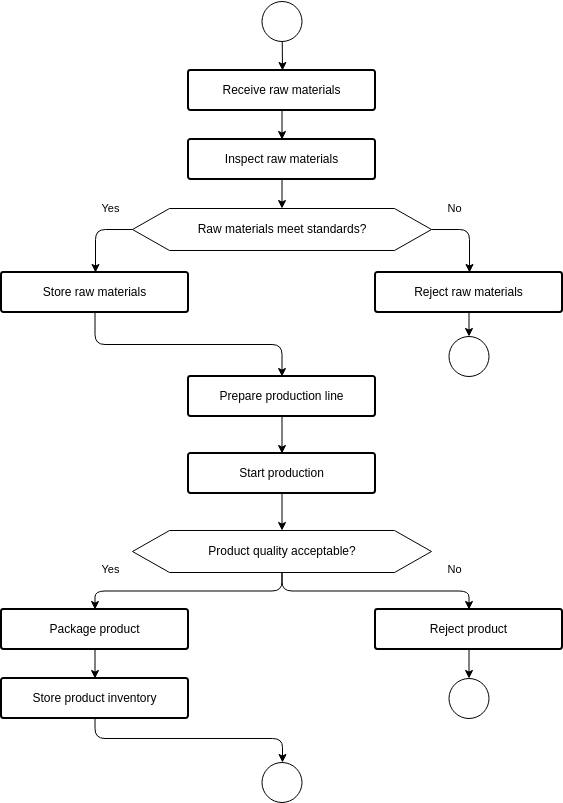 Receive raw materials
Inspect raw materials
Yes
No
Raw materials meet standards?
Store raw materials
Reject raw materials
Prepare production line
Start production
Product quality acceptable?
Yes
No
Package product
Reject product
Store product inventory